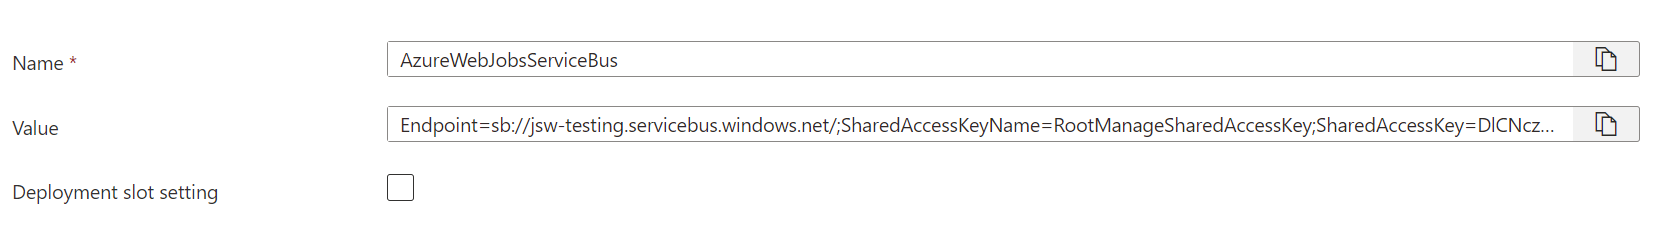 Name *
AzureWebJobsServiceBus
Value
Endpoint=sb://jsw-testing.servicebus.windows.net/;SharedAccessKeyName=RootManageSharedAccessKey;SharedAccessKey=DlCNcz...
Deployment slot setting